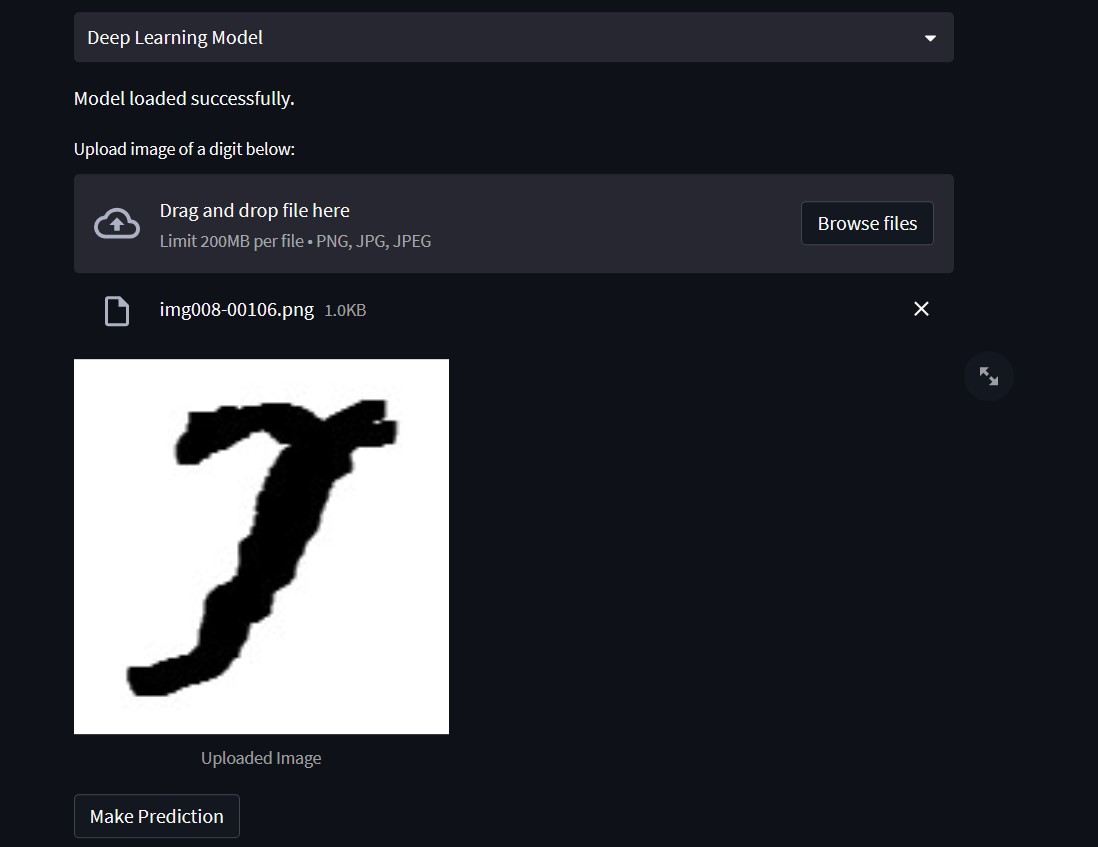 Deep Learning Model
Model loaded successfully.
Upload image of a digit below:
Drag and drop file here
Limit 200MB per file • PNG, JPG, JPEG
Browse files
img008-00106.png 1.0KB
7
Uploaded Image
Make Prediction